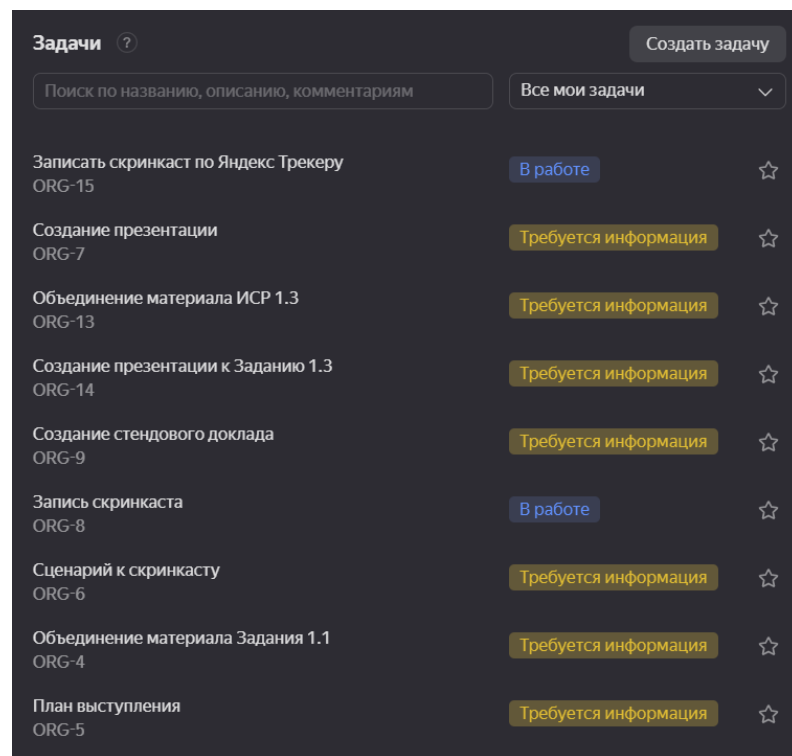 Задачи ?
Создать задачу
Поиск по названию, описанию, комментариям
Все мои задачи
Записать скринкаст по Яндекс Трекеру
В работе
ORG-15
Создание презентации
Требуется информация
ORG-7
Объединение материала ИСР 1.3
Требуется информация
ORG-13
Создание презентации к Заданию 1.3
Требуется информация
ORG-14
Создание стендового доклада
Требуется информация
ORG-9
Запись скринкаста
В работе
ORG-8
Сценарий к скринкасту
Требуется информация
ORG-6
Объединение материала Задания 1.1
Требуется информация
ORG-4
План выступления
Требуется информация
ORG-5